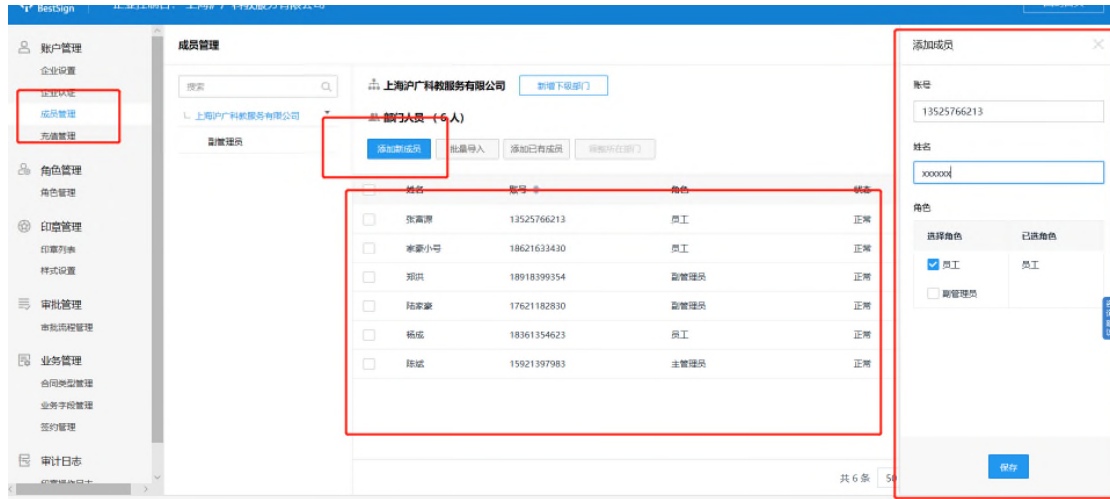 BestSign
账户管理
企业设置
企业认证
成员管理
充值管理
角色管理
角色管理
印章管理
印章列表
样式设置
审批管理
审批流程管理
业务管理
合同类型管理
业务字段管理
签约管理
审计日志
成员管理
搜索
上海沪广科教服务有限公司
副管理员
上海沪广科教服务有限公司 新增下级部门
部门人员 (6人)
添加新成员 批量导入 添加已有成员 调整所在部门
姓名 账号 角色 状态
张富源 13525766213 员工 正常
家豪小号 18621633430 员工 正常
郑洪 18918399354 副管理员 正常
陆家豪 17621182830 副管理员 正常
杨成 18361354623 员工 正常
陈斌 15921397983 主管理员 正常
共 6 条 50
添加成员
账号
13525766213
姓名
xxxxxx
角色
选择角色 已选角色
员工 员工
副管理员
保存